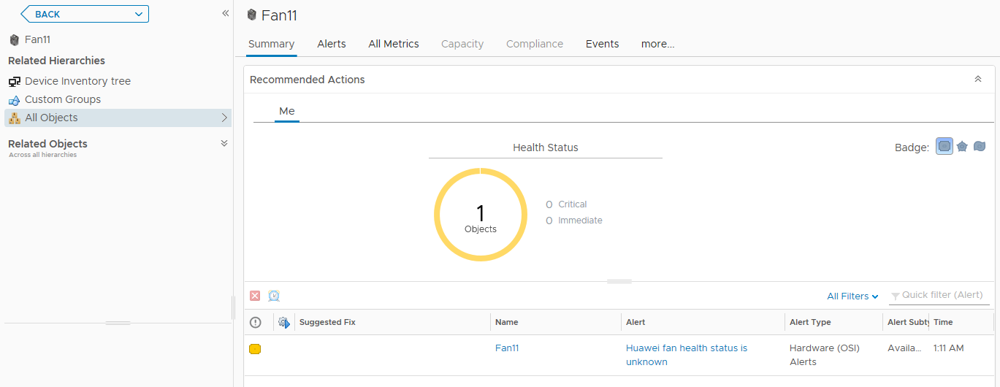 BACK
Fan11
Related Hierarchies
Device Inventory tree
Custom Groups
All Objects
Related Objects
Across all hierarchies
Fan11
Summary Alerts All Metrics Capacity Compliance Events more...
Recommended Actions
Me
Health Status
Badge:
1
Objects
0 Critical
0 Immediate
All Filters
Quick filter (Alert)
Suggested Fix Name Alert Alert Type Alert Subty Time
Fan11 Huawei fan health status is Hardware (OSI) Availa... 1:11 AM
unknown Alerts